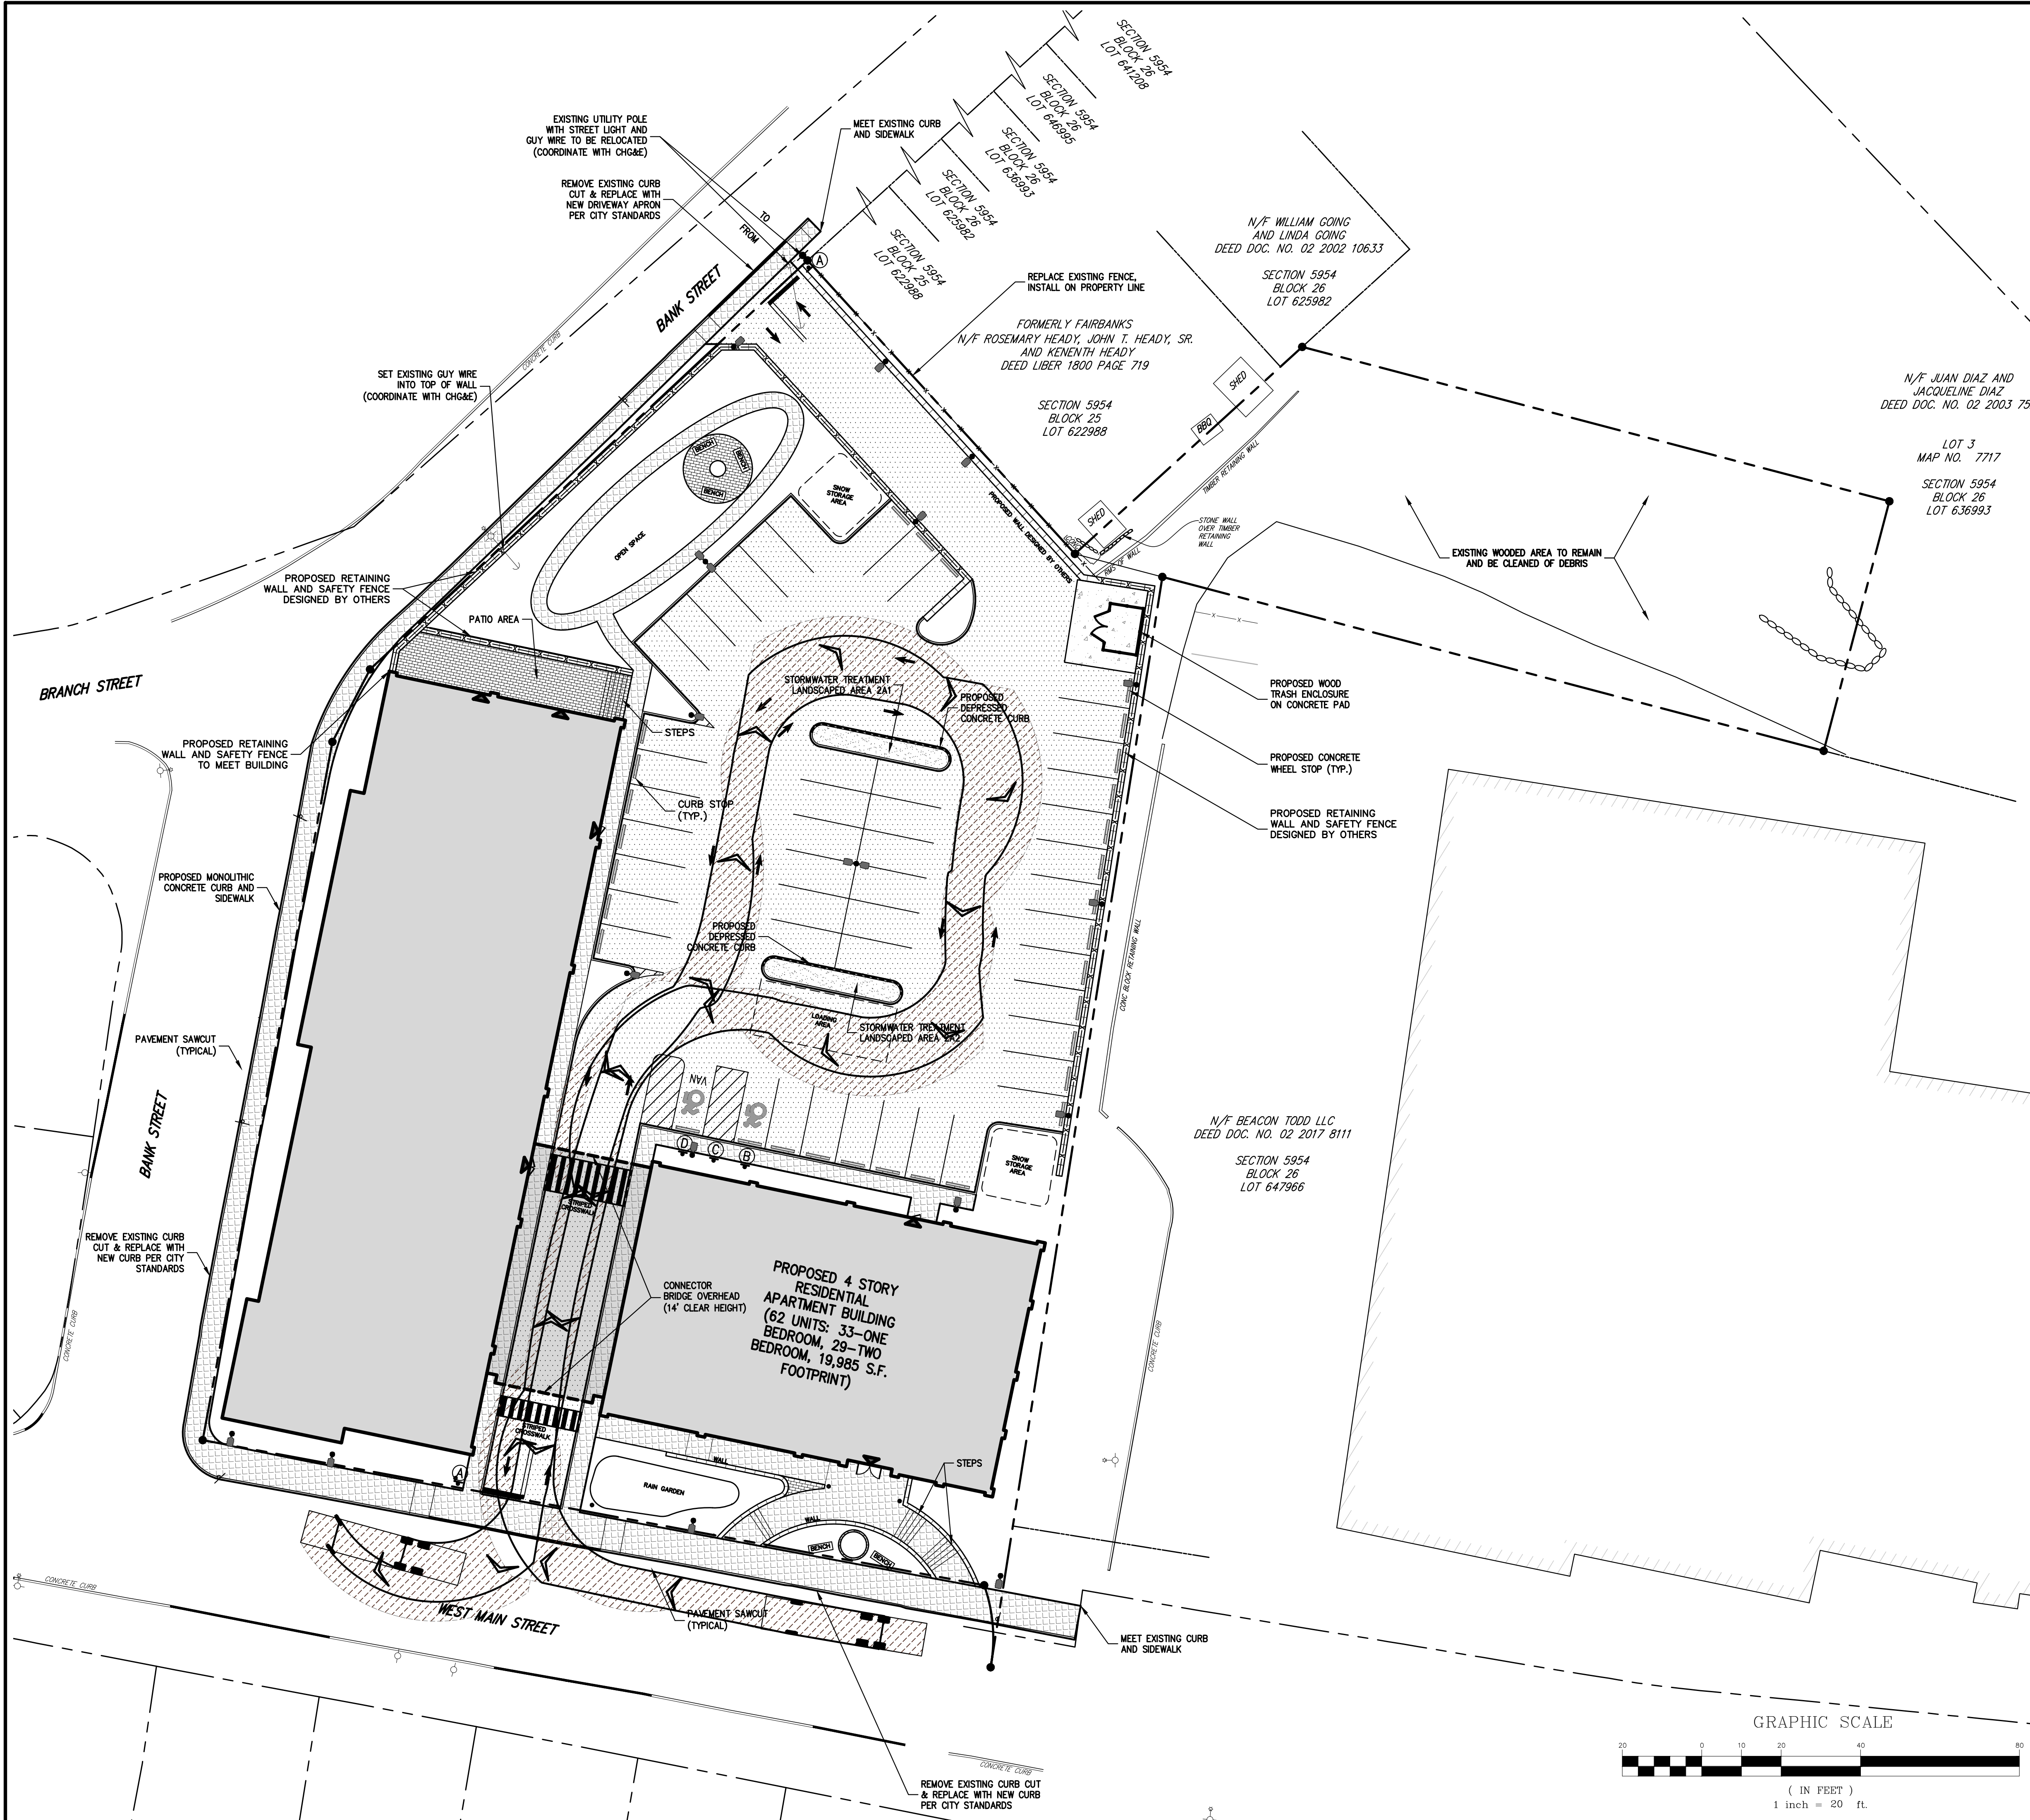 SECTION 5954
BLOCK 26
LOT 641208
SECTION 5954
BLOCK 26
LOT 646995
SECTION 5954
BLOCK 26
LOT 636993
SECTION 5954
BLOCK 26
LOT 625982
SECTION 5954
BLOCK 25
LOT 622988
EXISTING UTILITY POLE
WITH STREET LIGHT AND
GUY WIRE TO BE RELOCATED
(COORDINATE WITH CHG&E)
MEET EXISTING CURB
AND SIDEWALK
REMOVE EXISTING CURB
CUT & REPLACE WITH
NEW DRIVEWAY APRON
PER CITY STANDARDS
TO
FROM
A
BANK STREET
CONCRETE CURB
N/F WILLIAM GOING
AND LINDA GOING
DEED DOC. NO. 02 2002 10633
SECTION 5954
BLOCK 26
LOT 625982
REPLACE EXISTING FENCE,
INSTALL ON PROPERTY LINE
FORMERLY FAIRBANKS
N/F ROSEMARY HEADY, JOHN T. HEADY, SR.
AND KENENTH HEADY
DEED LIBER 1800 PAGE 719
SECTION 5954
BLOCK 25
LOT 622988
SHED
BBQ
TIMBER RETAINING WALL
SHED
STONE WALL
OVER TIMBER
RETAINING
WALL
RMS OF WALL
N/F JUAN DIAZ AND
JACQUELINE DIAZ
DEED DOC. NO. 02 2003 75
LOT 3
MAP NO. 7717
SECTION 5954
BLOCK 26
LOT 636993
EXISTING WOODED AREA TO REMAIN
AND BE CLEANED OF DEBRIS
SET EXISTING GUY WIRE
INTO TOP OF WALL
(COORDINATE WITH CHG&E)
BENCH
BENCH
BENCH
OPEN SPACE
SNOW
STORAGE
AREA
PROPOSED WALL DESIGNED BY OTHERS
PROPOSED RETAINING
WALL AND SAFETY FENCE
DESIGNED BY OTHERS
PATIO AREA
BRANCH STREET
PROPOSED RETAINING
WALL AND SAFETY FENCE
TO MEET BUILDING
STEPS
CURB STOP
(TYP.)
STORMWATER TREATMENT
LANDSCAPED AREA 2A1
PROPOSED
DEPRESSED
CONCRETE CURB
PROPOSED WOOD
TRASH ENCLOSURE
ON CONCRETE PAD
PROPOSED CONCRETE
WHEEL STOP (TYP.)
PROPOSED RETAINING
WALL AND SAFETY FENCE
DESIGNED BY OTHERS
PROPOSED MONOLITHIC
CONCRETE CURB AND
SIDEWALK
PROPOSED
DEPRESSED
CONCRETE CURB
CONC BLOCK RETAINING WALL
LOADING
AREA
STORMWATER TREATMENT
LANDSCAPED AREA 2A2
PAVEMENT SAWCUT
(TYPICAL)
VAN
BANK STREET
D
C
B
SNOW
STORAGE
AREA
N/F BEACON TODD LLC
DEED DOC. NO. 02 2017 8111
SECTION 5954
BLOCK 26
LOT 647966
STRIPED
CROSSWALK
REMOVE EXISTING CURB
CUT & REPLACE WITH
NEW CURB PER CITY
STANDARDS
CONNECTOR
BRIDGE OVERHEAD
(14' CLEAR HEIGHT)
PROPOSED 4 STORY
RESIDENTIAL
APARTMENT BUILDING
(62 UNITS: 33-ONE
BEDROOM, 29-TWO
BEDROOM, 19,985 S.F.
FOOTPRINT)
CONCRETE CURB
CONCRETE CURB
STRIPED
CROSSWALK
A
WALL
STEPS
RAIN GARDEN
WALL
BENCH
BENCH
CONCRETE CURB
WEST MAIN STREET
PAVEMENT SAWCUT
(TYPICAL)
MEET EXISTING CURB
AND SIDEWALK
CONCRETE CURB
REMOVE EXISTING CURB CUT
& REPLACE WITH NEW CURB
PER CITY STANDARDS
GRAPHIC SCALE
20 0 10 20 40 80
( IN FEET )
1 inch = 20 ft.